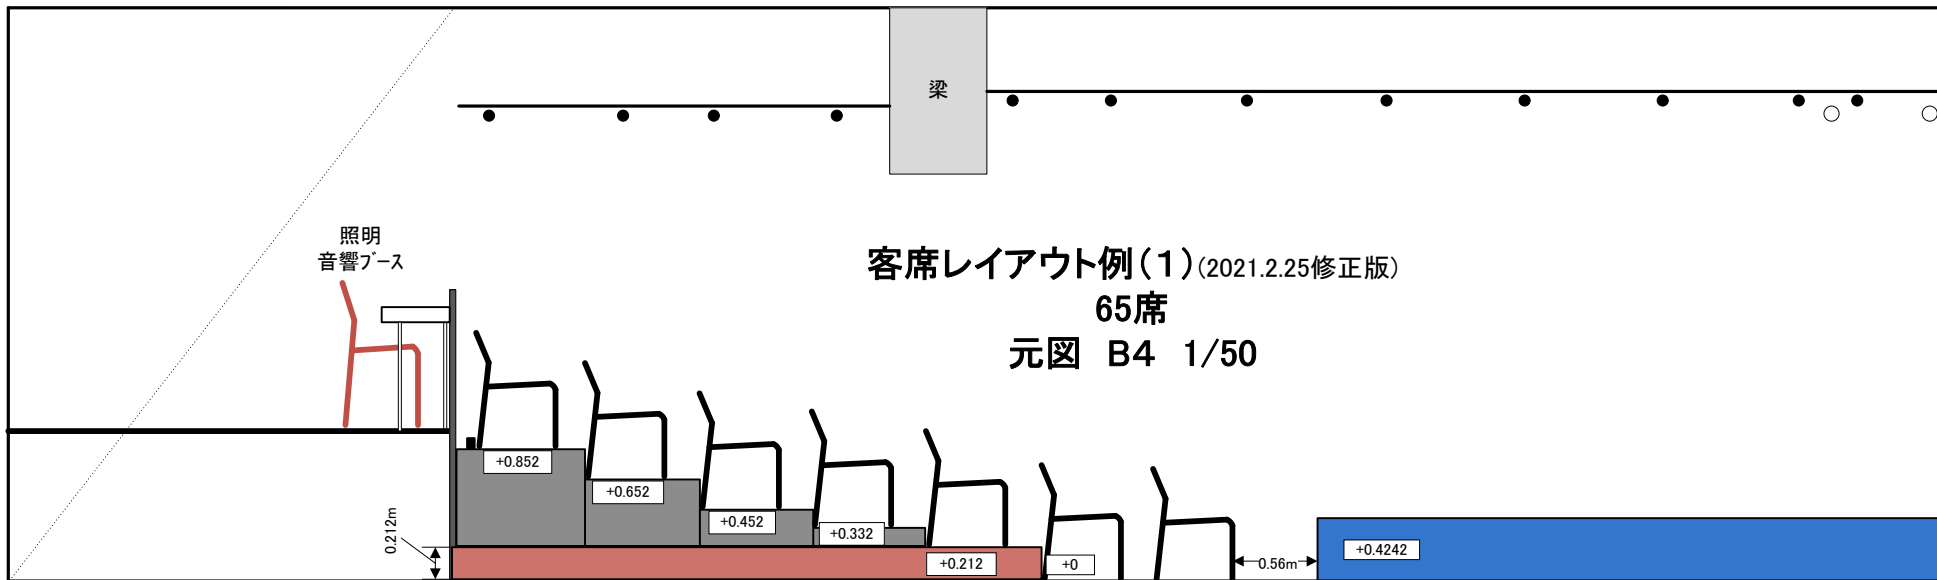 梁
照明
音響ブース
客席レイアウト例(1)(2021.2.25修正版)
65席
元図 B4 1/50
+0.852
+0.652
+0.452
+0.332
+0.212
+0
0.212m
0.56m
+0.4242